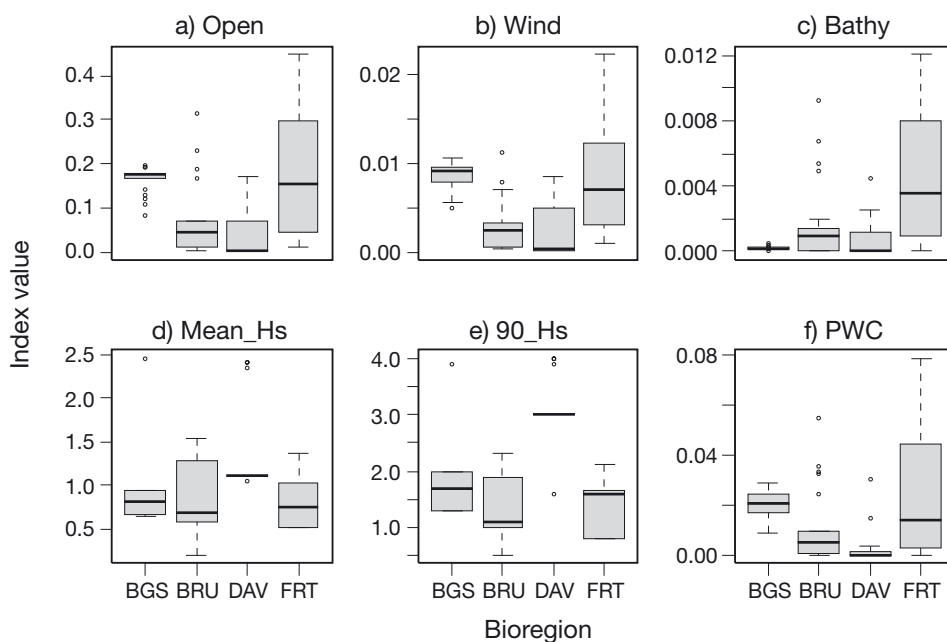 a) Open
b) Wind
c) Bathy
0.4
0.3
0.2
0.1
0.0
0.02
0.01
0.00
0.012
0.008
0.004
0.000
Index value
d) Mean_Hs
e) 90_Hs
f) PWC
2.5
2.0
1.5
1.0
0.5
4.0
3.0
2.0
1.0
0.08
0.04
0.00
BGS BRU DAV FRT
BGS BRU DAV FRT
BGS BRU DAV FRT
Bioregion